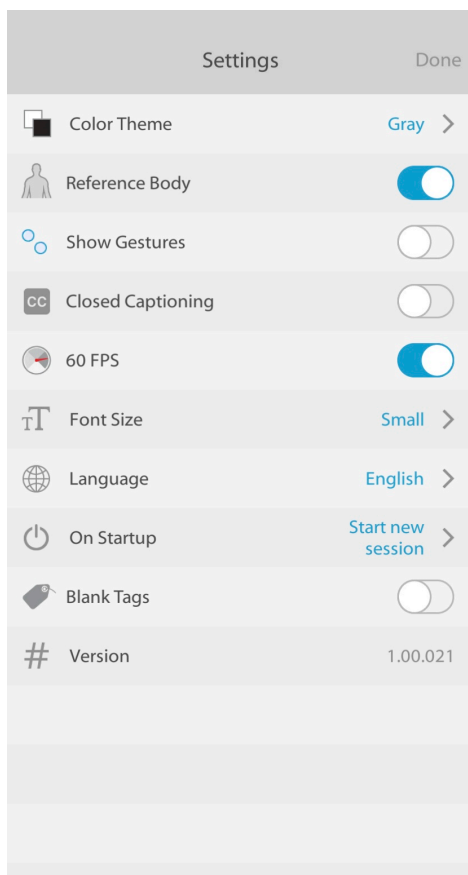 Settings
Done
Color Theme
Gray
Reference Body
Show Gestures
CC
Closed Captioning
60 FPS
TT
Font Size
Small
Language
English
On Startup
Start new
session
Blank Tags
#
Version
1.00.021